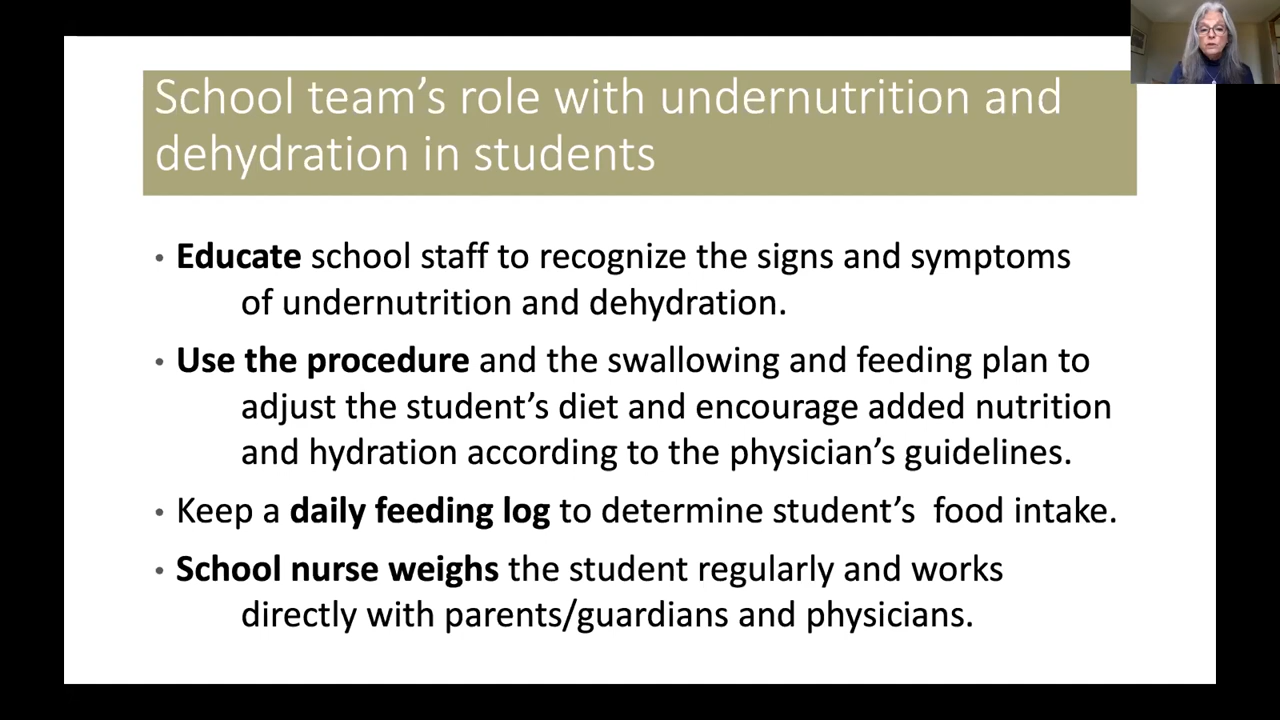 School team’s role with undernutrition and
dehydration in students
• Educate school staff to recognize the signs and symptoms
of undernutrition and dehydration.
• Use the procedure and the swallowing and feeding plan to
adjust the student’s diet and encourage added nutrition
and hydration according to the physician’s guidelines.
• Keep a daily feeding log to determine student’s  food intake.
• School nurse weighs the student regularly and works
directly with parents/guardians and physicians.